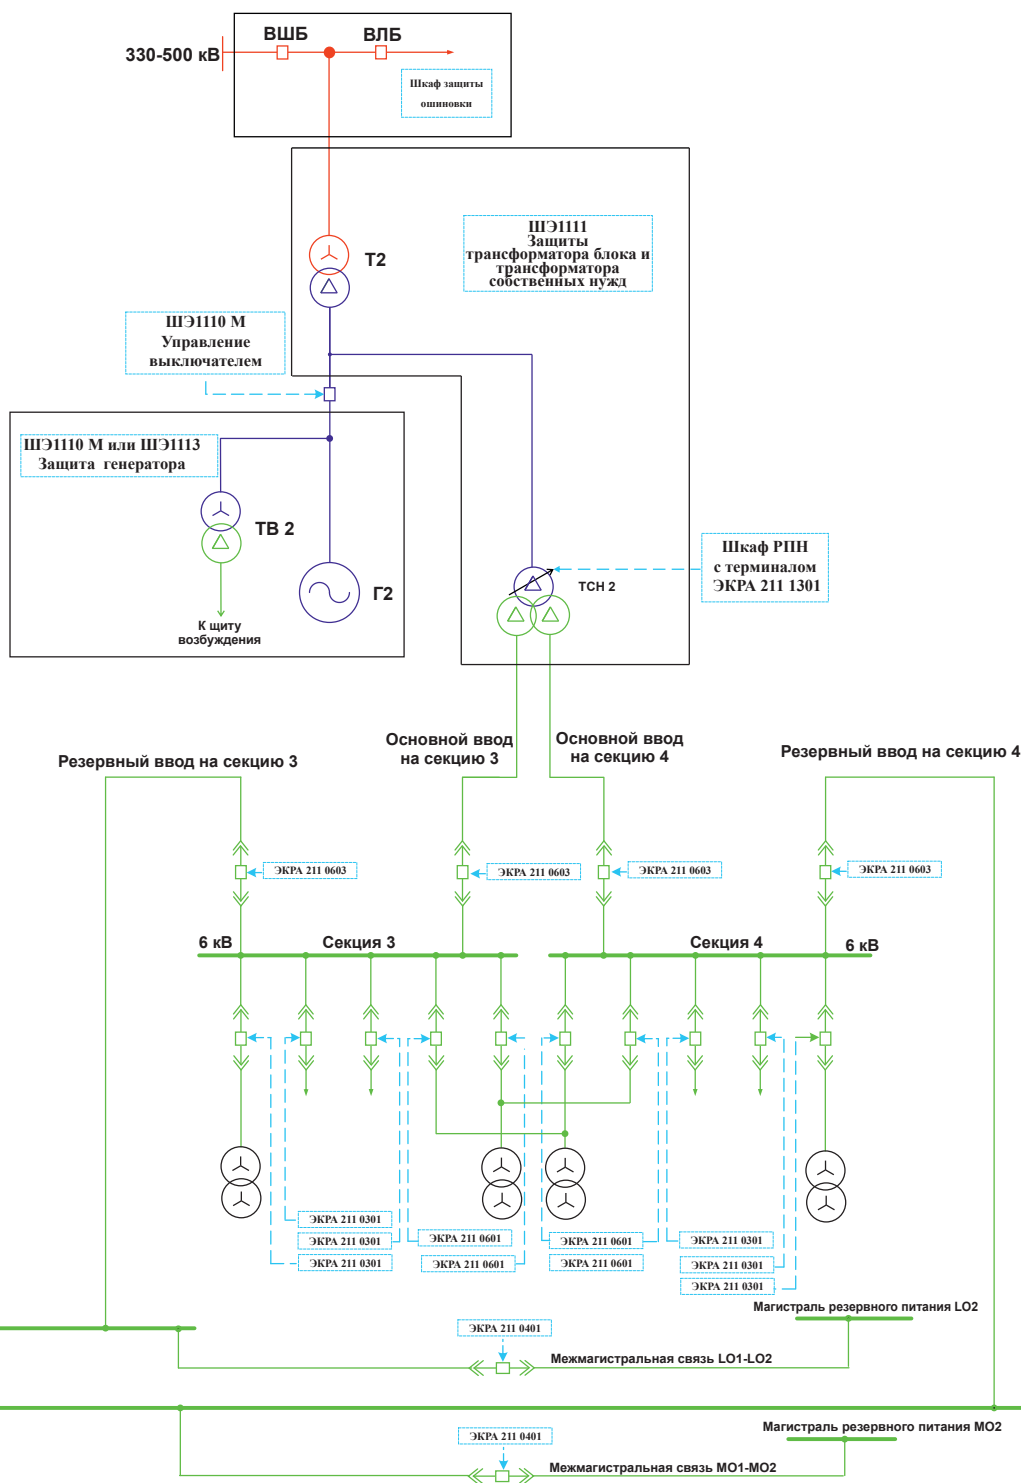 ВШБ
ВЛБ
330-500 кВ
Шкаф защиты
ошиновки
ШЭ1111
Защиты
трансформатора блока и
трансформатора
собственных нужд
Т2
ШЭ1110 М
Управление
выключателем
ШЭ1110 М или ШЭ1113
Защита генератора
ТВ 2
Г2
К щиту
возбуждения
ТСН 2
Шкаф РПН
с терминалом
ЭКРА 211 1301
Резервный ввод на секцию 3
Основной ввод
на секцию 3
Основной ввод
на секцию 4
Резервный ввод на секцию 4
ЭКРА 211 0603
ЭКРА 211 0603
ЭКРА 211 0603
ЭКРА 211 0603
6 кВ
Секция 3
Секция 4
6 кВ
ЭКРА 211 0301
ЭКРА 211 0301
ЭКРА 211 0301
ЭКРА 211 0601
ЭКРА 211 0601
ЭКРА 211 0601
ЭКРА 211 0601
ЭКРА 211 0301
ЭКРА 211 0301
ЭКРА 211 0301
Магистраль резервного питания LO2
ЭКРА 211 0401
Межмагистральная связь LO1-LO2
Магистраль резервного питания MO2
ЭКРА 211 0401
Межмагистральная связь MO1-MO2